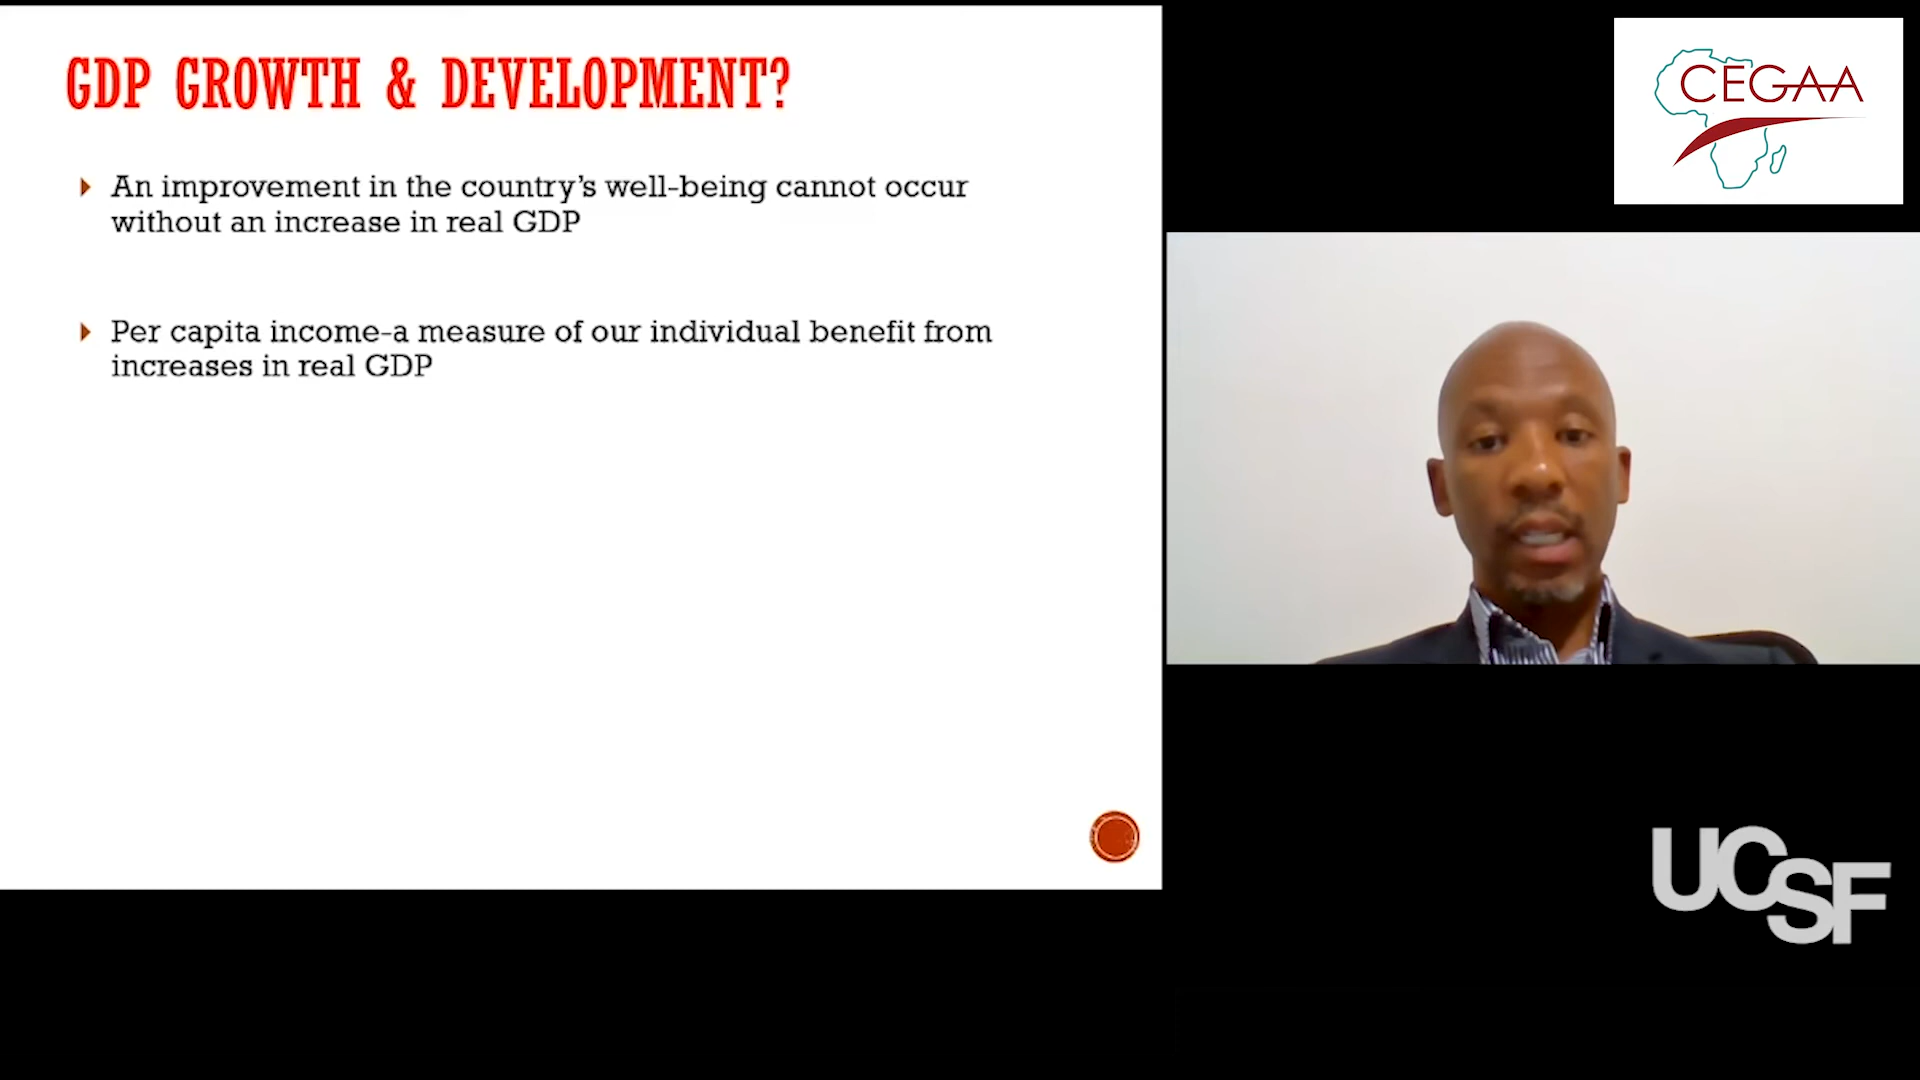 GDP GROWTH & DEVELOPMENT?
An improvement in the country’s well-being cannot occur
without an increase in real GDP
Per capita income-a measure of our individual benefit from
increases in real GDP
CEGAA
UCSF